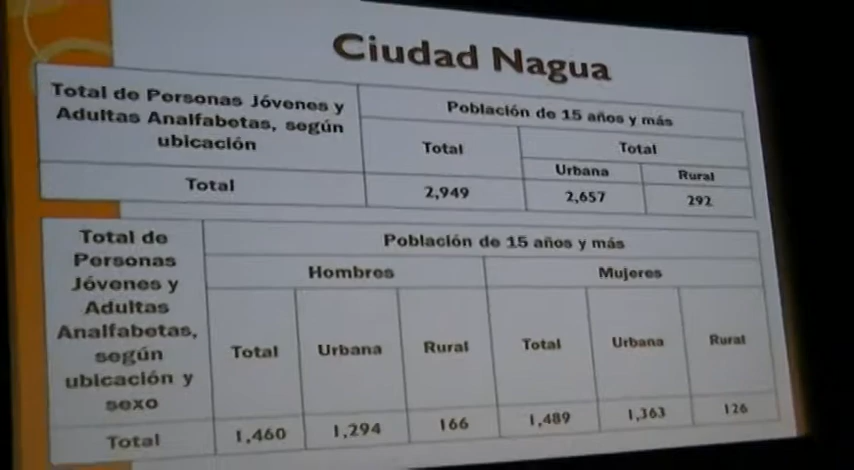 Ciudad Nagua
Total de Personas Jóvenes y
Adultas Analfabetas, según
ubicación
Población de 15 años y más
Total
Total
Urbana
Rural
Total
2,949
2,657
292
Total de
Personas
Jóvenes y
Adultas
Analfabetas,
según
ubicación y
sexo
Población de 15 años y más
Hombres
Mujeres
Total
Urbana
Rural
Total
Urbana
Rural
Total
1,460
1,294
166
1,489
1,363
126